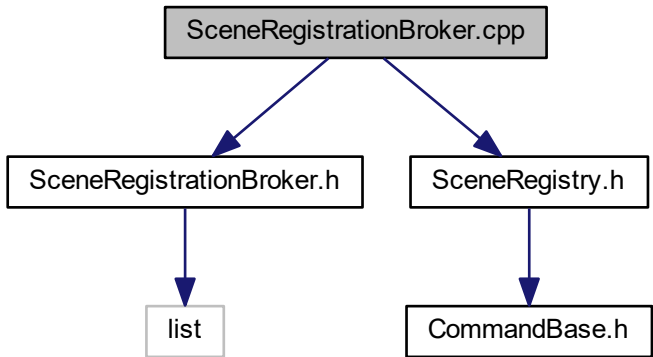 SceneRegistrationBroker.cpp
SceneRegistrationBroker.h
SceneRegistry.h
list
CommandBase.h